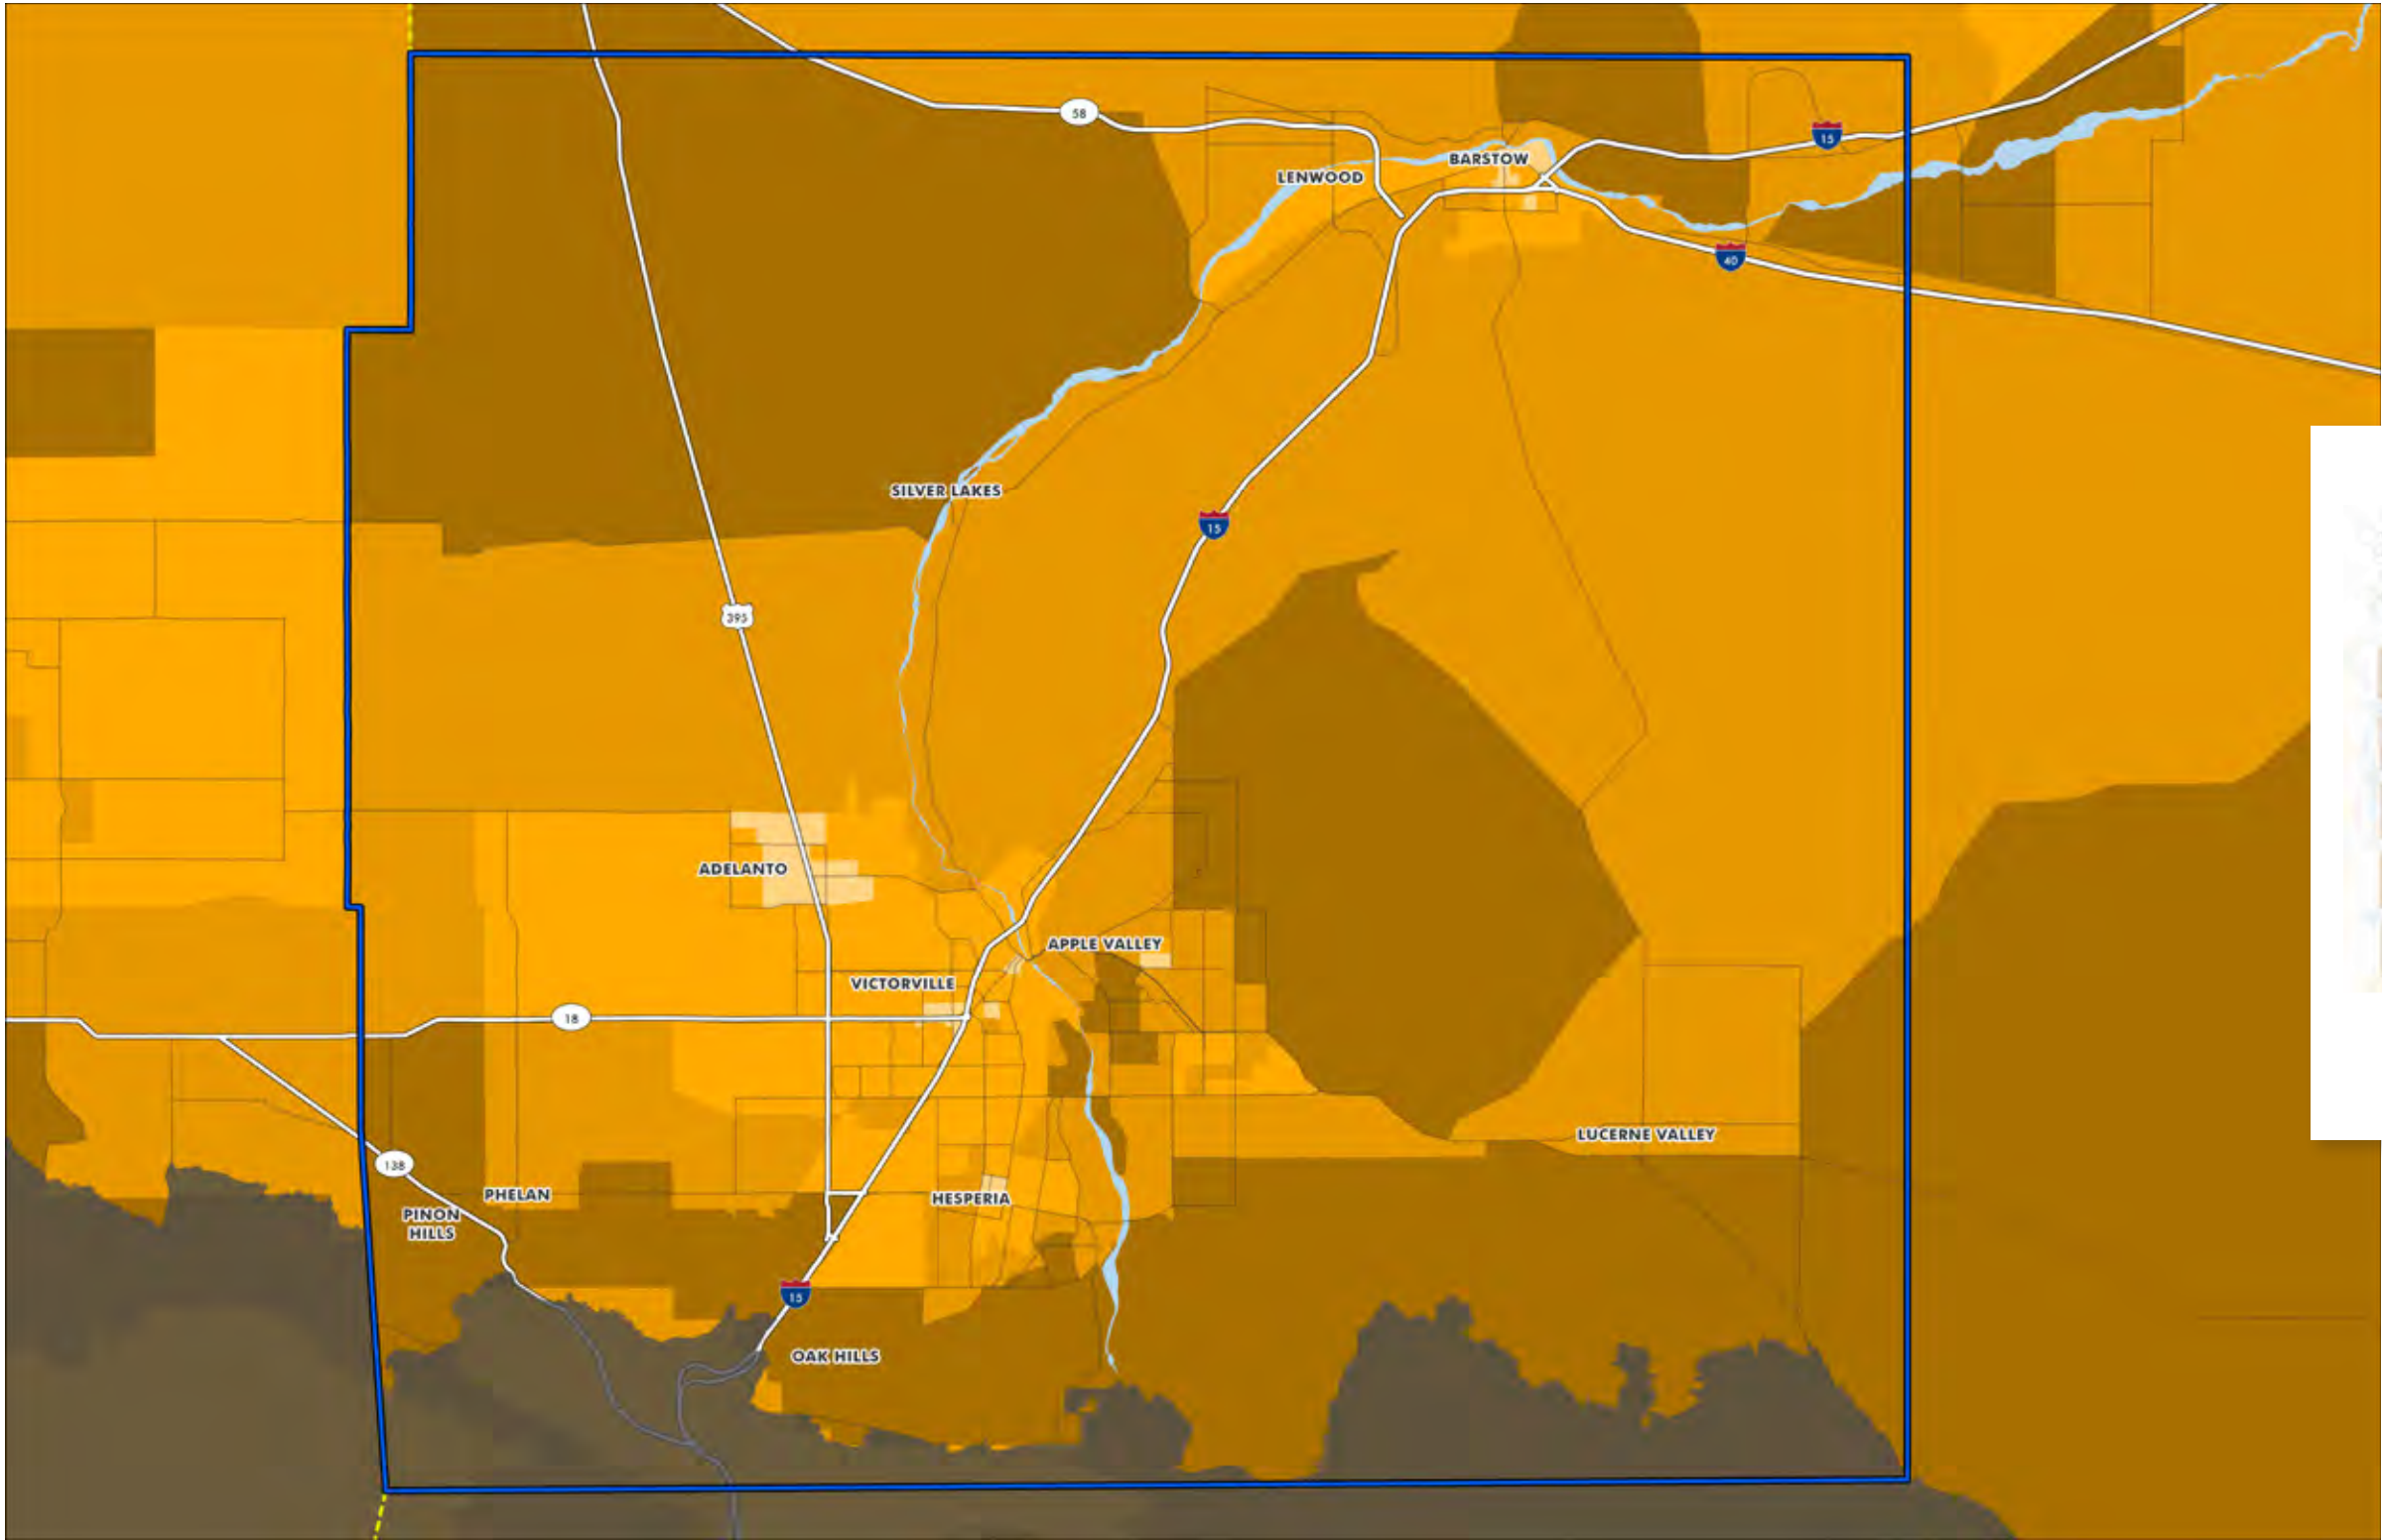 58
15
BARSTOW
LENWOOD
40
SILVER LAKES
15
395
ADELANTO
APPLE VALLEY
VICTORVILLE
18
LUCERNE VALLEY
138
PHELAN
HESPERIA
PINON
HILLS
15
OAK HILLS